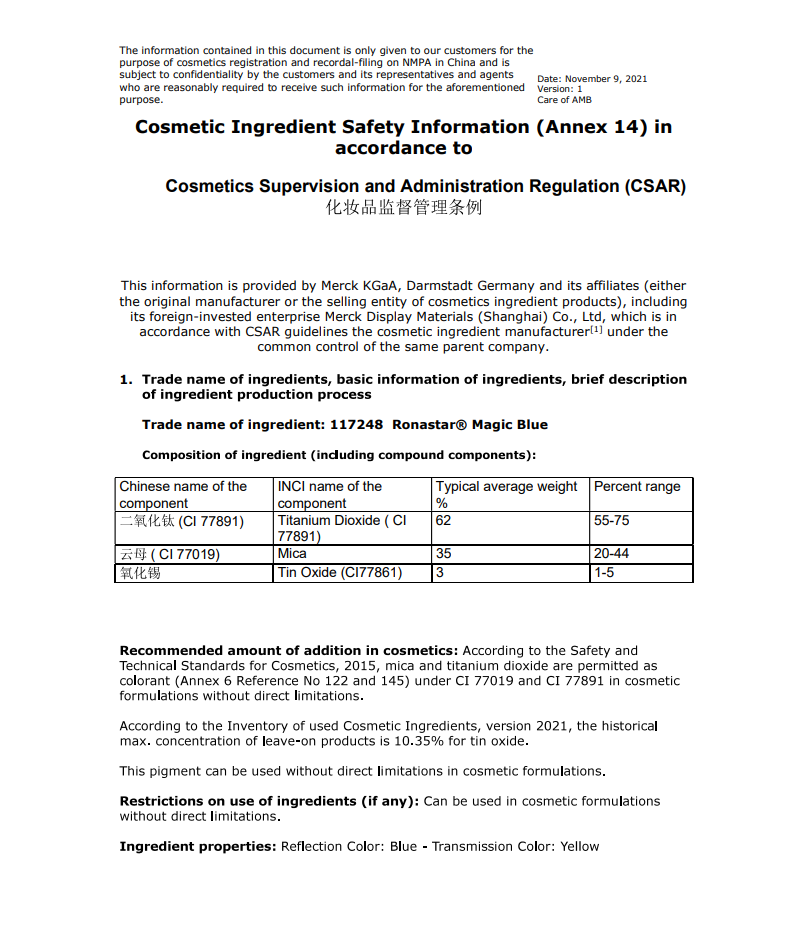 The information contained in this document is only given to our customers for the
purpose of cosmetics registration and recordal-filing on NMPA in China and is
subject to confidentiality by the customers and its representatives and agents
who are reasonably required to receive such information for the aforementioned
purpose.
Date: November 9, 2021
Version: 1
Care of AMB
Cosmetic Ingredient Safety Information (Annex 14) in
accordance to
Cosmetics Supervision and Administration Regulation (CSAR)
化妆品监督管理条例
This information is provided by Merck KGaA, Darmstadt Germany and its affiliates (either
the original manufacturer or the selling entity of cosmetics ingredient products), including
its foreign-invested enterprise Merck Display Materials (Shanghai) Co., Ltd, which is in
accordance with CSAR guidelines the cosmetic ingredient manufacturer[1] under the
common control of the same parent company.
1. Trade name of ingredients, basic information of ingredients, brief description
of ingredient production process
Trade name of ingredient: 117248 Ronastar® Magic Blue
Composition of ingredient (including compound components):
Chinese name of the component INCI name of the component Typical average weight % Percent range
二氧化钛 (CI 77891) Titanium Dioxide ( CI 77891) 62 55-75
云母 ( CI 77019) Mica 35 20-44
氧化锡 Tin Oxide (CI77861) 3 1-5
Recommended amount of addition in cosmetics: According to the Safety and
Technical Standards for Cosmetics, 2015, mica and titanium dioxide are permitted as
colorant (Annex 6 Reference No 122 and 145) under CI 77019 and CI 77891 in cosmetic
formulations without direct limitations.
According to the Inventory of used Cosmetic Ingredients, version 2021, the historical
max. concentration of leave-on products is 10.35% for tin oxide.
This pigment can be used without direct limitations in cosmetic formulations.
Restrictions on use of ingredients (if any): Can be used in cosmetic formulations
without direct limitations.
Ingredient properties: Reflection Color: Blue - Transmission Color: Yellow